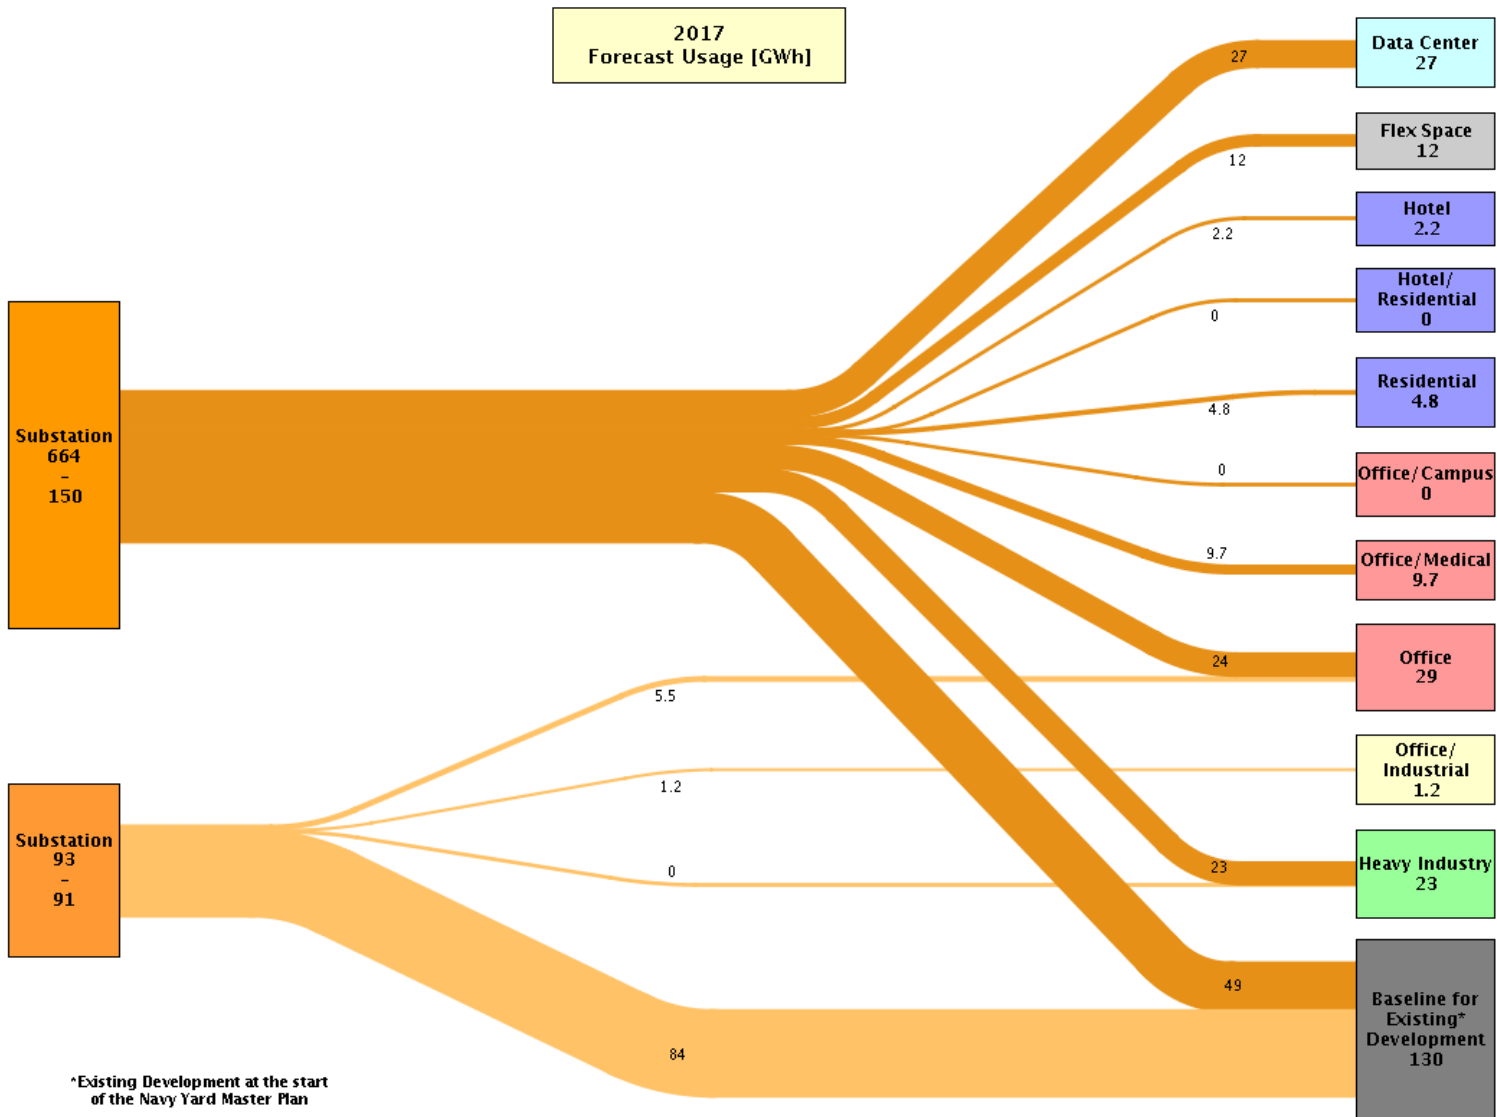 2017
Forecast Usage [GWh]
Data Center
27
27
Flex Space
12
12
Hotel
2.2
2.2
Hotel/
Residential
0
0
Residential
4.8
4.8
Substation
664
-
150
Office/Campus
0
0
Office/Medical
9.7
9.7
Office
29
24
5.5
Office/
Industrial
1.2
1.2
Substation
93
-
91
Heavy Industry
23
23
0
Baseline for
Existing*
Development
130
49
84
*Existing Development at the start
of the Navy Yard Master Plan